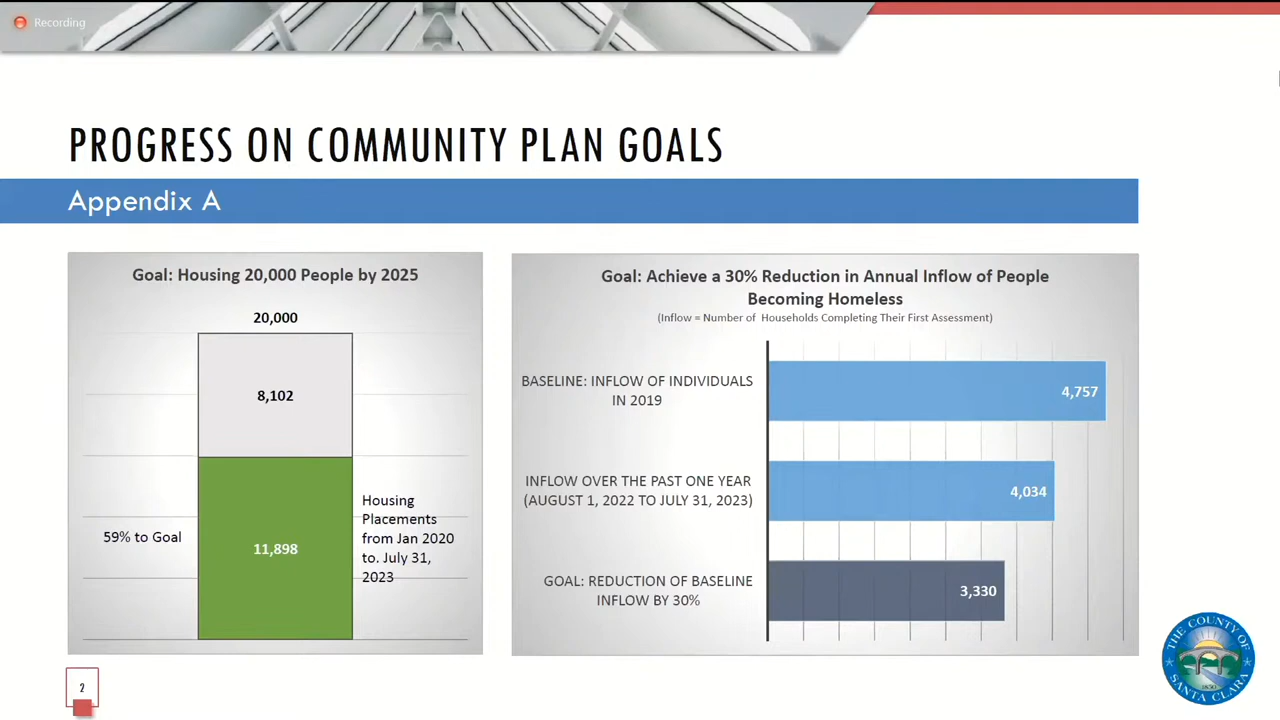 Recording
PROGRESS ON COMMUNITY PLAN GOALS
Appendix A
Goal: Housing 20,000 People by 2025
20,000
8,102
59% to Goal
11,898
Housing
Placements
from Jan 2020
to. July 31,
2023
Goal: Achieve a 30% Reduction in Annual Inflow of People
Becoming Homeless
(Inflow = Number of Households Completing Their First Assessment)
BASELINE: INFLOW OF INDIVIDUALS
IN 2019
4,757
INFLOW OVER THE PAST ONE YEAR
(AUGUST 1, 2022 TO JULY 31, 2023)
4,034
GOAL: REDUCTION OF BASELINE
INFLOW BY 30%
3,330
2
THE COUNTY OF
SANTA CLARA
1850